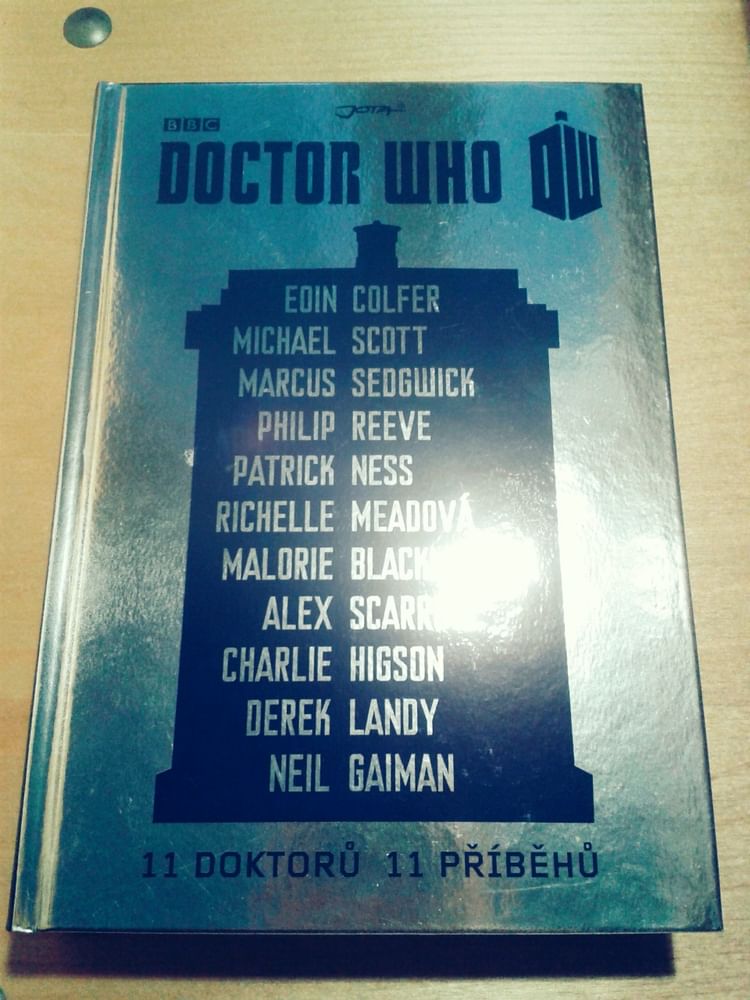 JOTA
BBC
DOCTOR WHO DW
EOIN COLFER
MICHAEL SCOTT
MARCUS SEDGWICK
PHILIP REEVE
PATRICK NESS
RICHELLE MEADOVÁ
MALORIE
ALEX
CHARLIE HIGSON
DEREK LANDY
NEIL GAIMAN
11 DOKTORŮ 11 PŘÍBĚHŮ